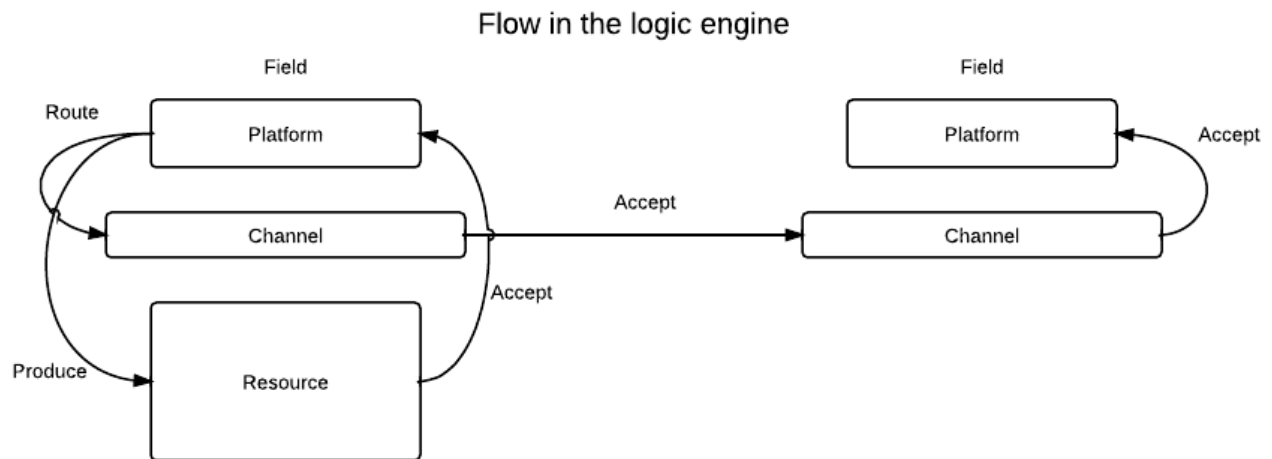 Flow in the logic engine
Field
Field
Route
Platform
Platform
Accept
Accept
Channel
Channel
Accept
Produce
Resource